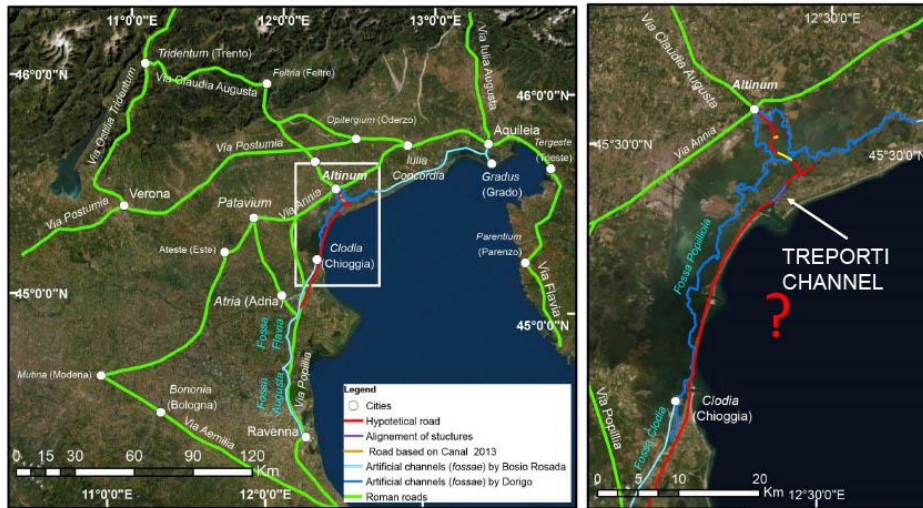 11°0'0"E
12°0'0"E
13°0'0"E
46°0'0"N
46°0'0"N
45°0'0"N
45°0'0"N
11°0'0"E
12°0'0"E
Tridentum (Trento)
Via Claudia Augusta
Feltria (Feltre)
Via Ostilia Tridentum
Via Iulia Augusta
Opitergium (Oderzo)
Via Postumia
Aquileia
Tergeste
(Trieste)
Iulia
Concordia
Gradus
(Grado)
Verona
Altinum
Via Annia
Via Postumia
Patavium
Ateste (Este)
Clodia
(Chioggia)
Parentium
(Parenzo)
Via Flavia
Atria (Adria)
Fossa
Flavia
Fossa
Augusta
Via Popillia
Mutina (Modena)
Bononia
(Bologna)
Via Aemilia
Ravenna
0 15 30 60 90 120
Km
Legend
Cities
Hypotetical road
Alignement of stuctures
Road based on Canal 2013
Artificial channels (fossae) by Bosio Rosada
Artificial channels (fossae) by Dorigo
Roman roads
12°30'0"E
Via Claudia Augusta
Altinum
45°30'0"N
45°30'0"N
Via Annia
Fossa Popilliola
TREPORTI
CHANNEL
?
Clodia
(Chioggia)
Via Popillia
Fossa Clodia
0 5 10 20
Km
12°30'0"E